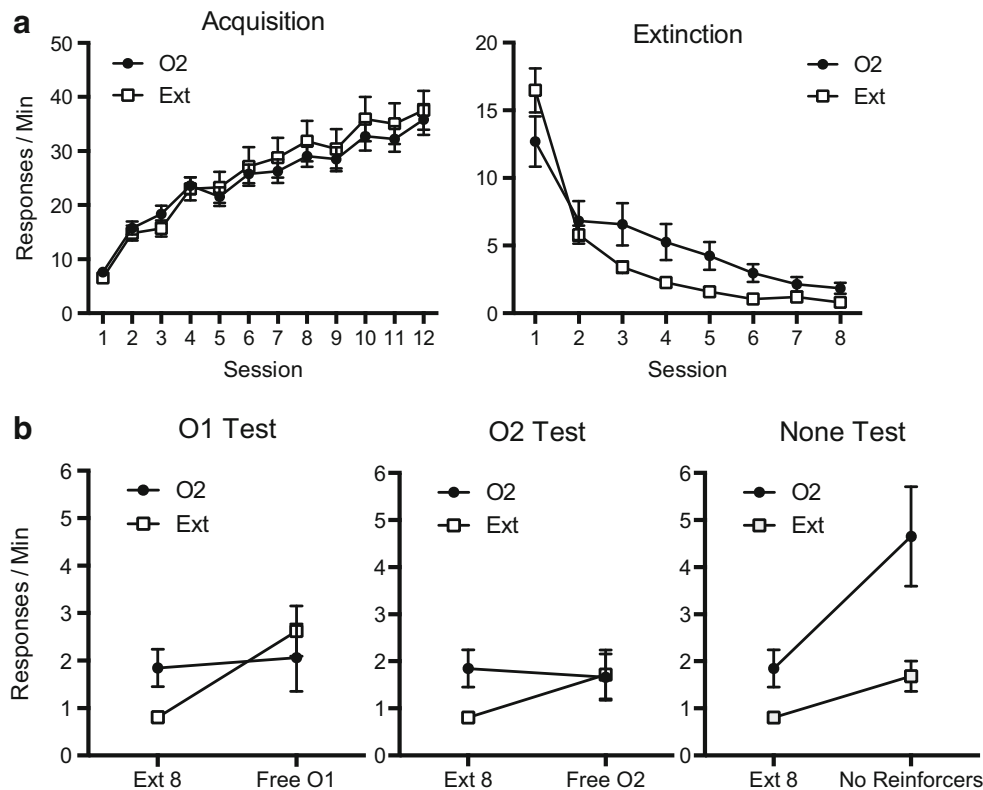 a
Acquisition
Extinction
O2
Ext
O2
Ext
Responses / Min
50
40
30
20
10
0
1 2 3 4 5 6 7 8 9 10 11 12
Session
20
15
10
5
0
1 2 3 4 5 6 7 8
Session
b
O1 Test
O2 Test
None Test
O2
Ext
Responses / Min
6
5
4
3
2
1
0
Ext 8 Free O1
O2
Ext
6
5
4
3
2
1
0
Ext 8 Free O2
O2
Ext
6
5
4
3
2
1
0
Ext 8 No Reinforcers